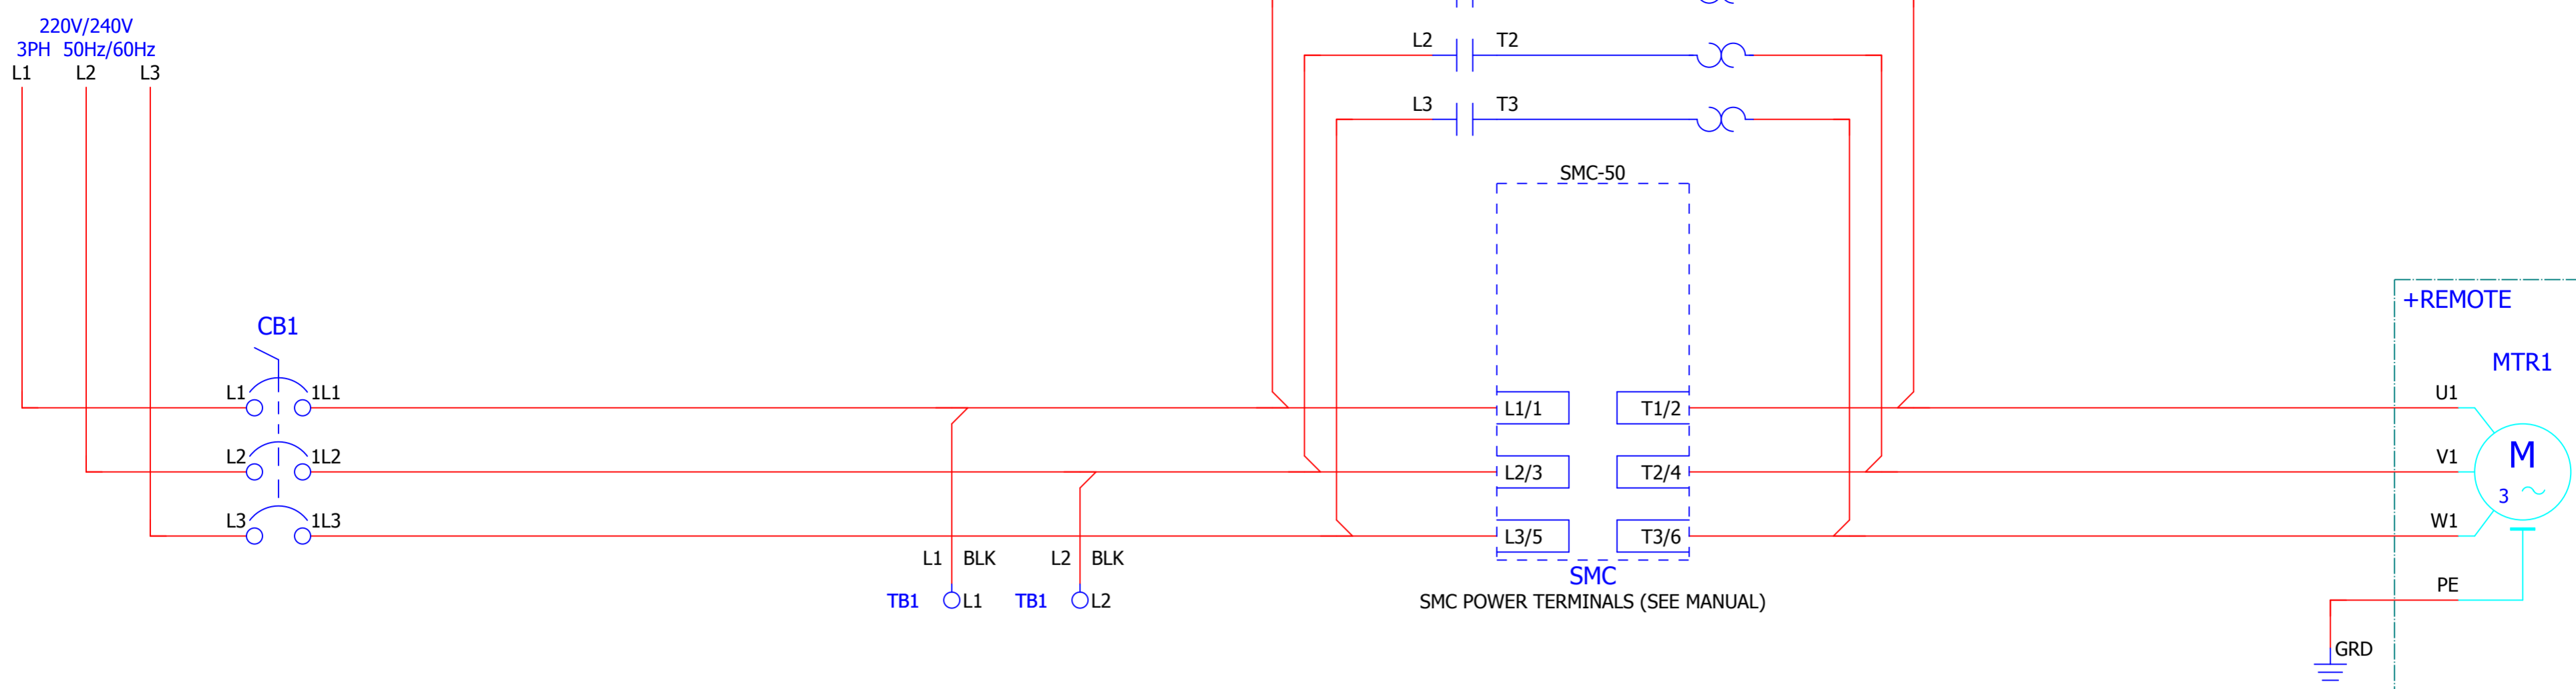 220V/240V
3PH 50Hz/60Hz
L1 L2 L3
L2 T2
L3 T3
SMC-50
+REMOTE
CB1
MTR1
L1 1L1
L1/1 T1/2
U1
L2 1L2
L2/3 T2/4
V1
M
3
L3 1L3
L3/5 T3/6
W1
L1 BLK
L2 BLK
SMC
PE
TB1 L1
TB1 L2
SMC POWER TERMINALS (SEE MANUAL)
GRD